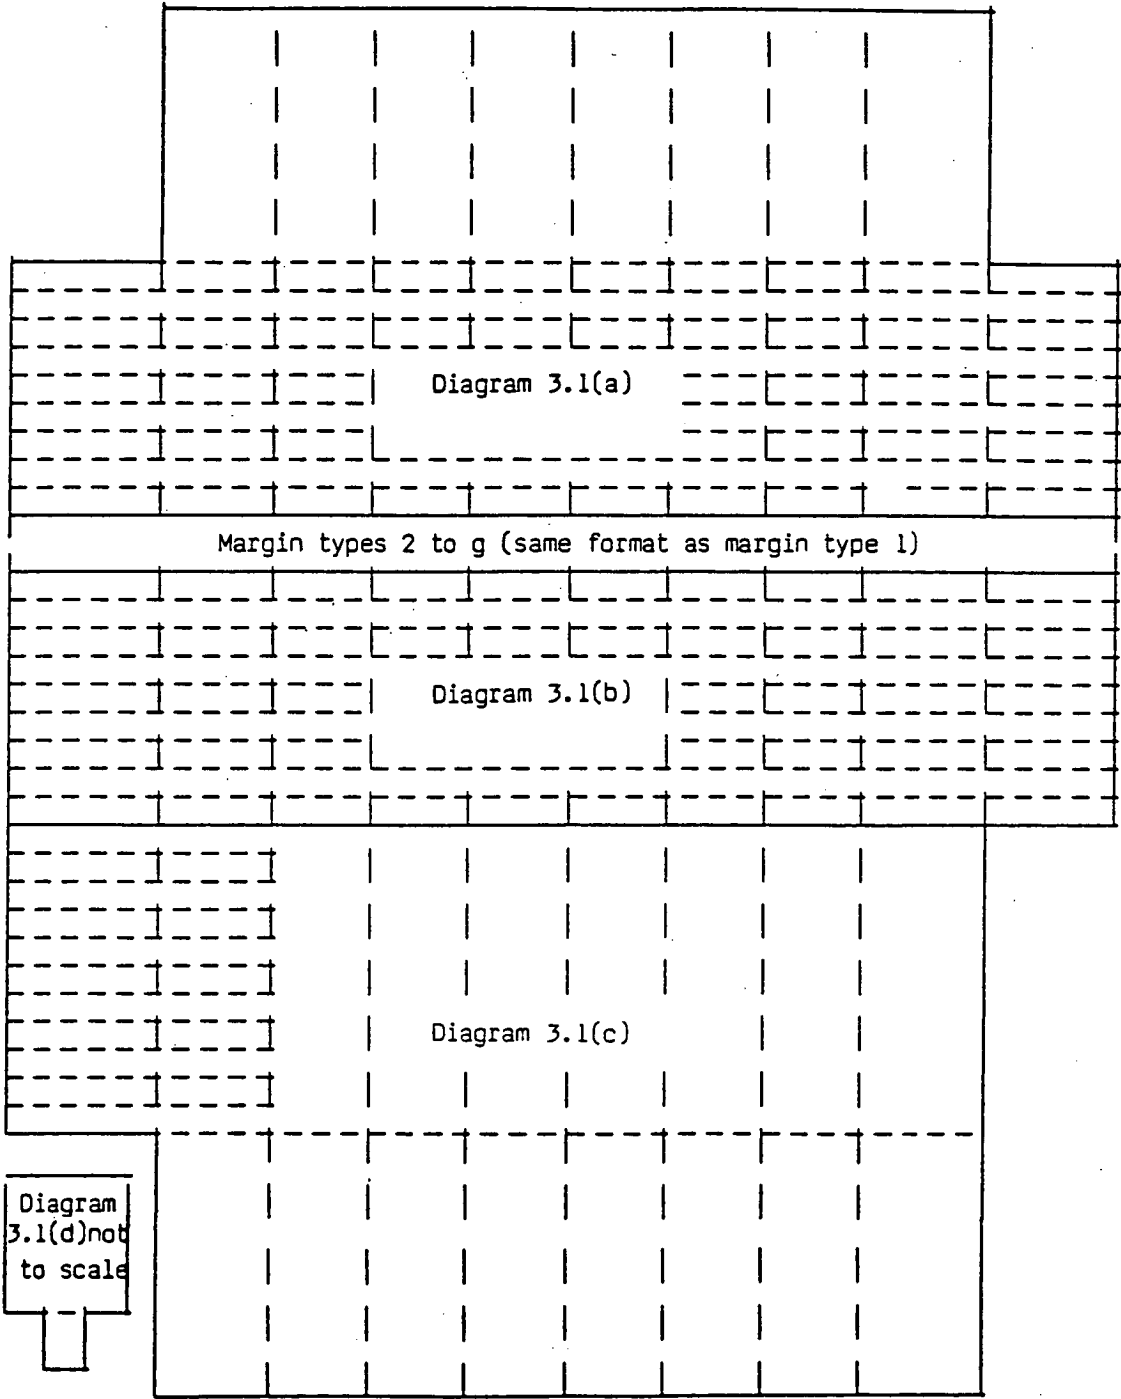 Diagram 3.1(a)
Margin types 2 to g (same format as margin type 1)
Diagram 3.1(b)
Diagram 3.1(c)
Diagram
3.1(d)not
to scale